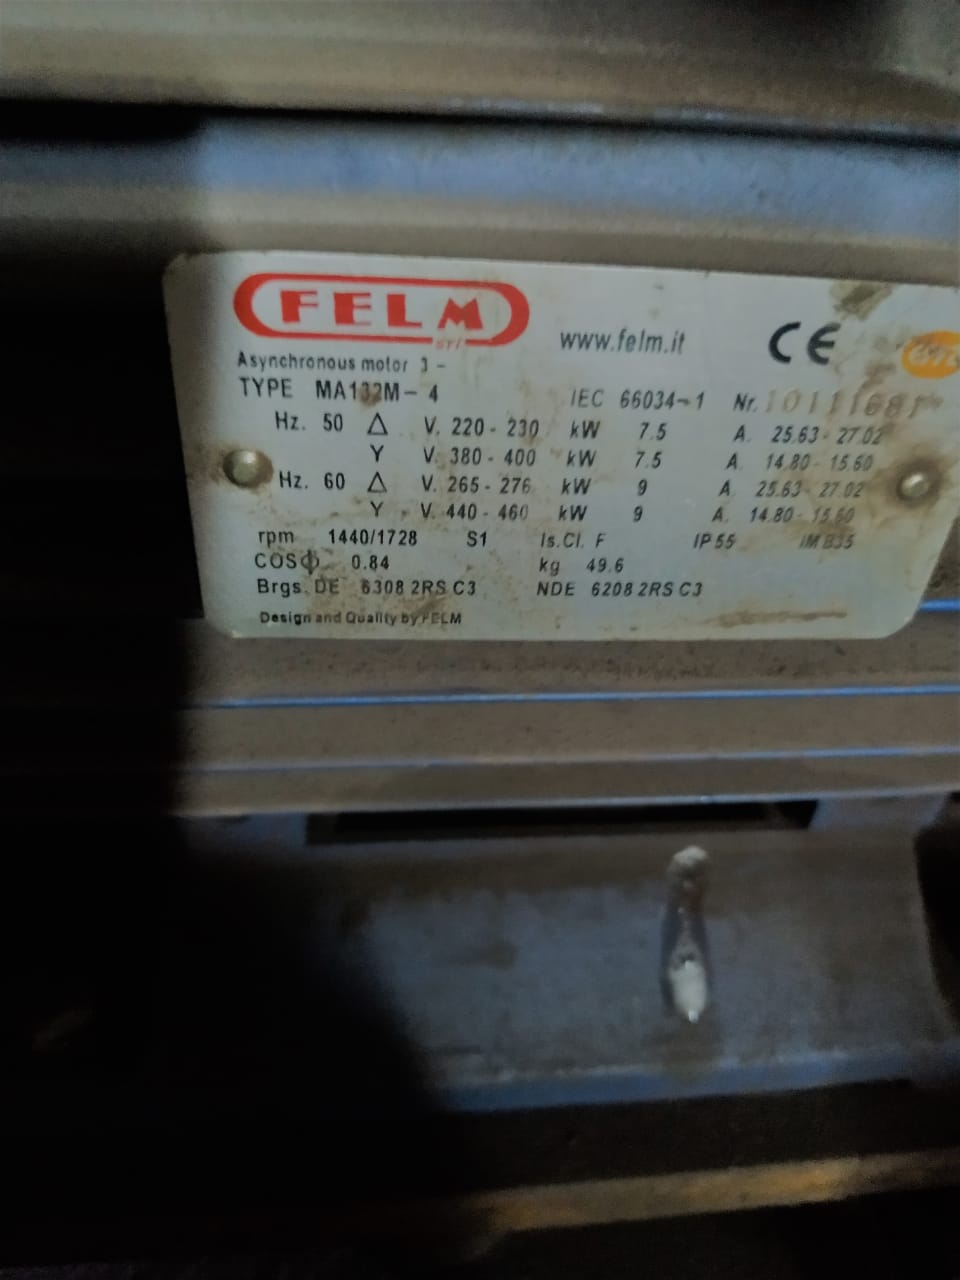 FELM
srl
www.felm.it CE
Asynchronous motor 3 ~
TYPE MA132M - 4 IEC 66034-1 Nr. 10111681
Hz. 50 Δ V. 220 - 230 kW 7.5 A. 25.63 - 27.02
Y V. 380 - 400 kW 7.5 A. 14.80 - 15.60
Hz. 60 Δ V. 265 - 276 kW 9 A. 25.63 - 27.02
Y V. 440 - 460 kW 9 A. 14.80 - 15.60
rpm 1440/1728 S1 Is.Cl. F IP 55 IM B35
COSϕ 0.84 kg 49.6
Brgs. DE 6308 2RS C3 NDE 6208 2RS C3
Design and Quality by FELM